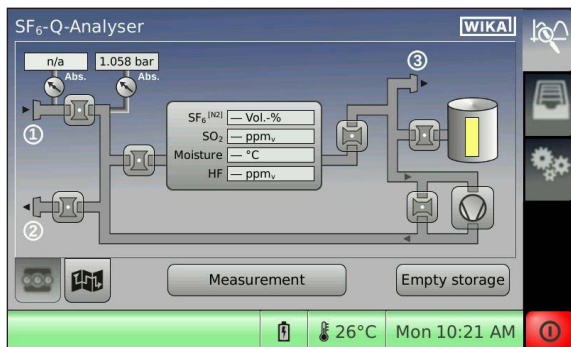 SF₆-Q-Analyser
WIKA
n/a
1.058 bar
Abs.
Abs.
③
①
SF₆ [N2] — Vol.-%
SO₂ — ppmᵥ
Moisture — °C
HF — ppmᵥ
②
Measurement
Empty storage
26°C
Mon 10:21 AM